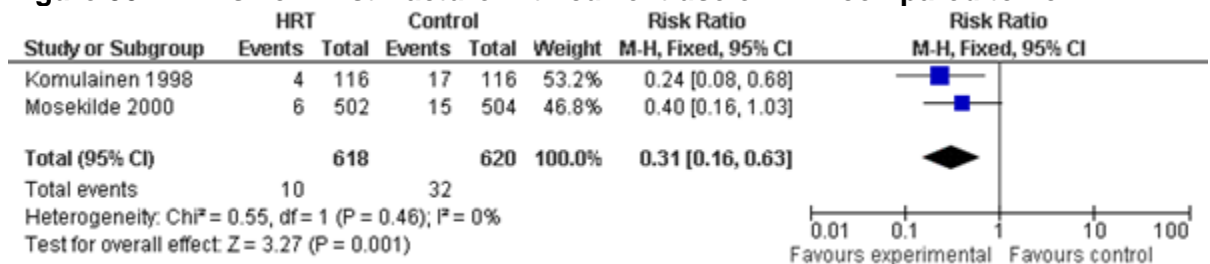 HRT Control Risk Ratio Risk Ratio
Study or Subgroup Events Total Events Total Weight M-H, Fixed, 95% CI M-H, Fixed, 95% CI
Komulainen 1998 4 116 17 116 53.2% 0.24 [0.08, 0.68]
Mosekilde 2000 6 502 15 504 46.8% 0.40 [0.16, 1.03]
Total (95% CI) 618 620 100.0% 0.31 [0.16, 0.63]
Total events 10 32
Heterogeneity: Chi² = 0.55, df = 1 (P = 0.46); I² = 0%
Test for overall effect: Z = 3.27 (P = 0.001)
0.01 0.1 1 10 100
Favours experimental Favours control